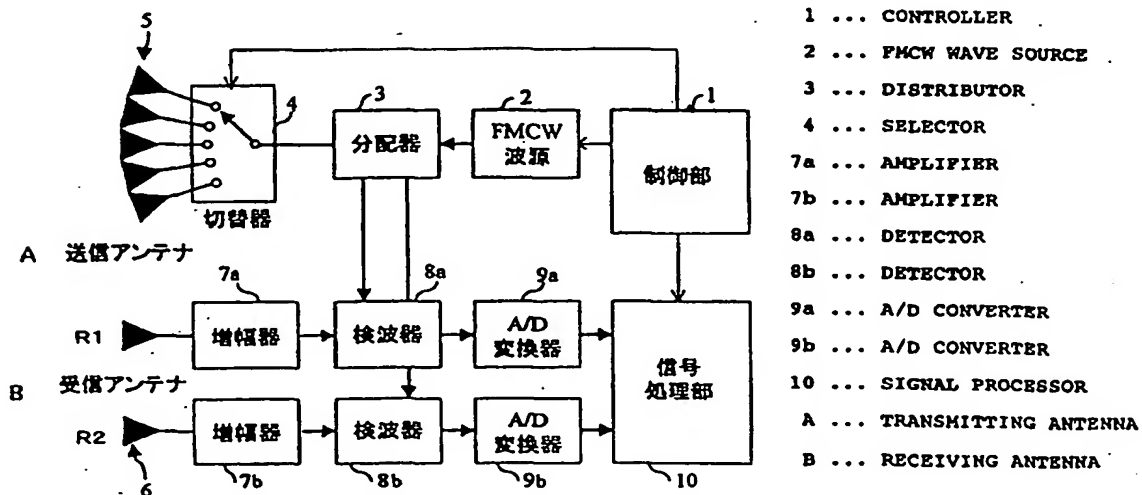 5
4
3
2
1
分配器
FMCW
波源
制御部
切替器
A 送信アンテナ
7a
8a
9a
R1
増幅器
検波器
A/D
変換器
信号
処理部
B 受信アンテナ
R2
増幅器
検波器
A/D
変換器
6
7b
8b
9b
10
1 ... CONTROLLER
2 ... FMCW WAVE SOURCE
3 ... DISTRIBUTOR
4 ... SELECTOR
7a ... AMPLIFIER
7b ... AMPLIFIER
8a ... DETECTOR
8b ... DETECTOR
9a ... A/D CONVERTER
9b ... A/D CONVERTER
10 ... SIGNAL PROCESSOR
A ... TRANSMITTING ANTENNA
B ... RECEIVING ANTENNA